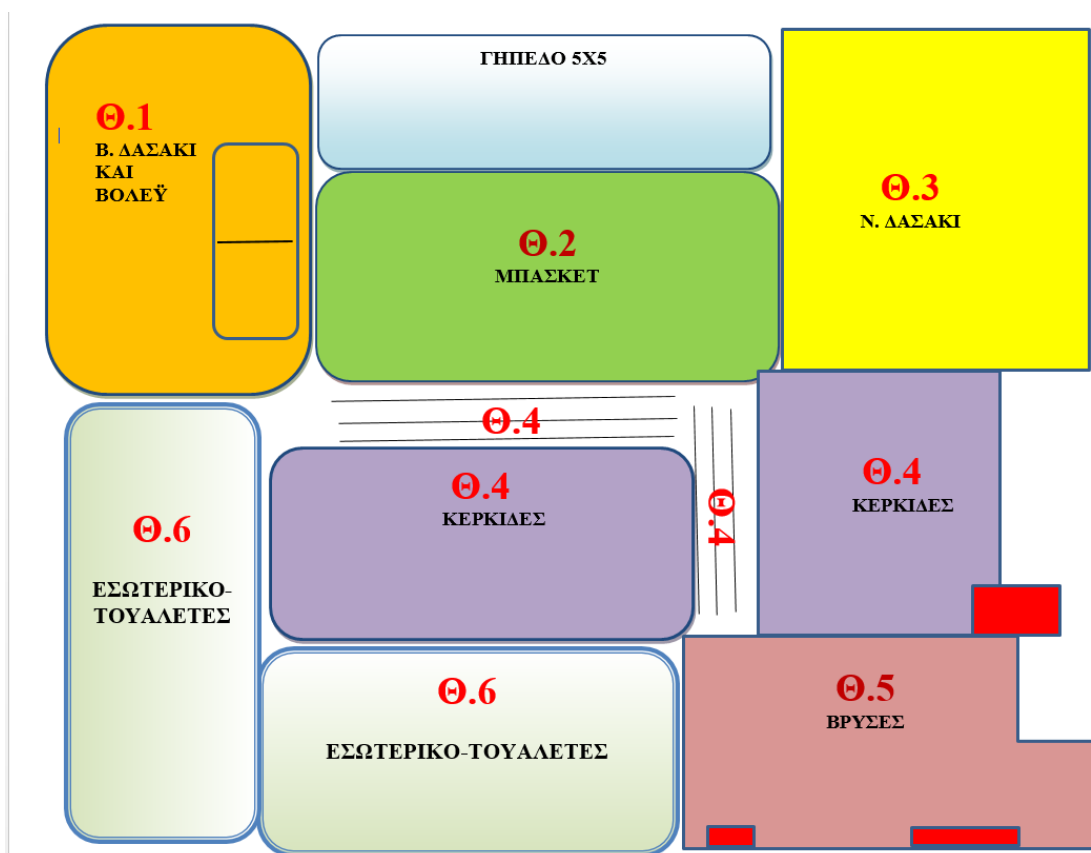 ΓΗΠΕΔΟ 5Χ5
Θ.1
Β. ΔΑΣΑΚΙ
ΚΑΙ
ΒΟΛΕΫ
Θ.2
ΜΠΑΣΚΕΤ
Θ.3
Ν. ΔΑΣΑΚΙ
Θ.4
Θ.4
ΚΕΡΚΙΔΕΣ
Θ.4
Θ.4
ΚΕΡΚΙΔΕΣ
Θ.6
ΕΣΩΤΕΡΙΚΟ-
ΤΟΥΑΛΕΤΕΣ
Θ.6
ΕΣΩΤΕΡΙΚΟ-ΤΟΥΑΛΕΤΕΣ
Θ.5
ΒΡΥΣΕΣ